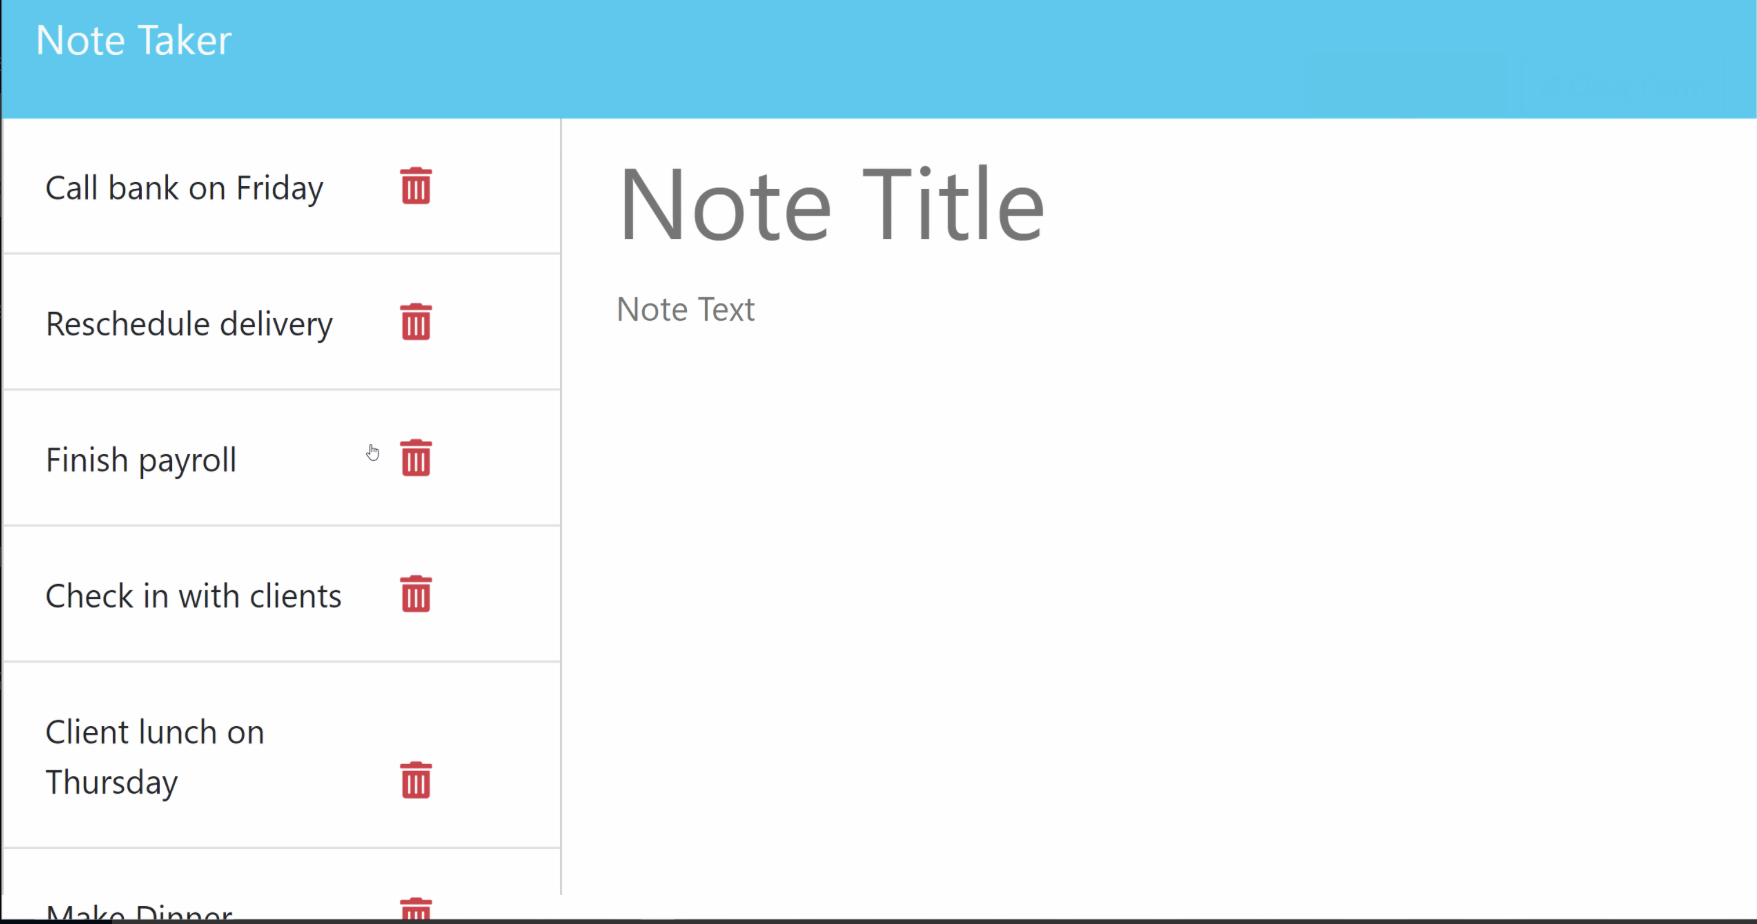 Note Taker
Call bank on Friday
Reschedule delivery
Finish payroll
Check in with clients
Client lunch on
Thursday
Make Dinner
Note Title
Note Text